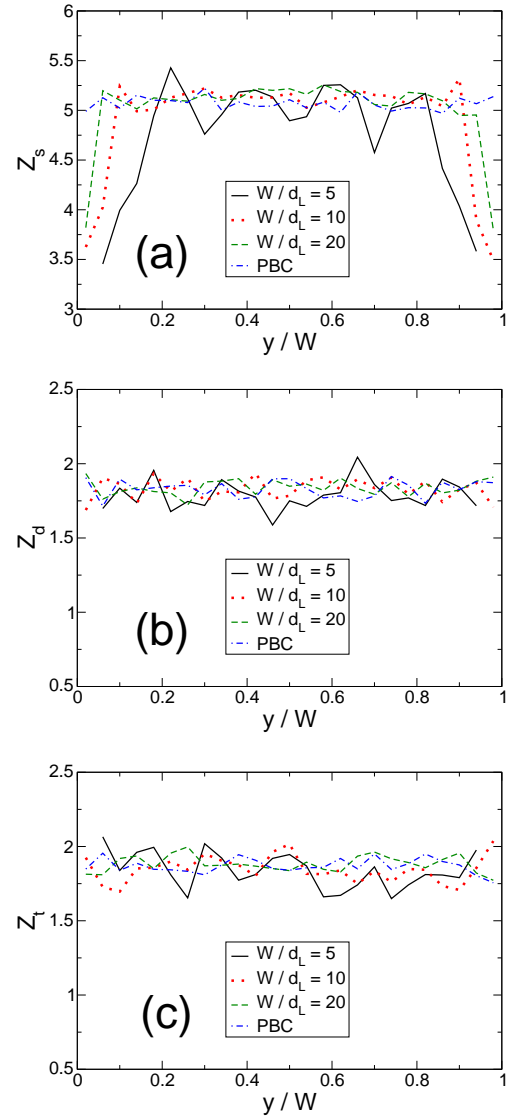 6
5.5
5
4.5
4
3.5
3
Z_s
W / d_L = 5
W / d_L = 10
W / d_L = 20
PBC
(a)
0 0.2 0.4 0.6 0.8 1
y / W
2.5
2
1.5
1
0.5
Z_d
W / d_L = 5
W / d_L = 10
W / d_L = 20
PBC
(b)
0 0.2 0.4 0.6 0.8 1
y / W
2.5
2
1.5
1
0.5
Z_t
W / d_L = 5
W / d_L = 10
W / d_L = 20
PBC
(c)
0 0.2 0.4 0.6 0.8 1
y / W